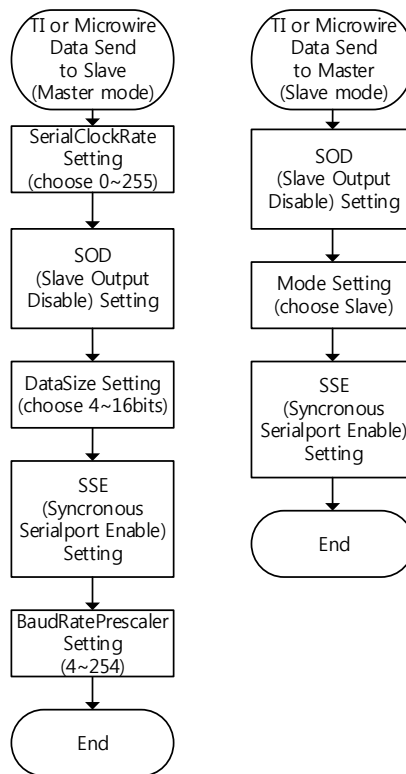 TI or Microwire
Data Send
to Slave
(Master mode)
SerialClockRate
Setting
(choose 0~255)
SOD
(Slave Output
Disable) Setting
DataSize Setting
(choose 4~16bits)
SSE
(Syncronous
Serialport Enable)
Setting
BaudRatePrescaler
Setting
(4~254)
End
TI or Microwire
Data Send
to Master
(Slave mode)
SOD
(Slave Output
Disable) Setting
Mode Setting
(choose Slave)
SSE
(Syncronous
Serialport Enable)
Setting
End